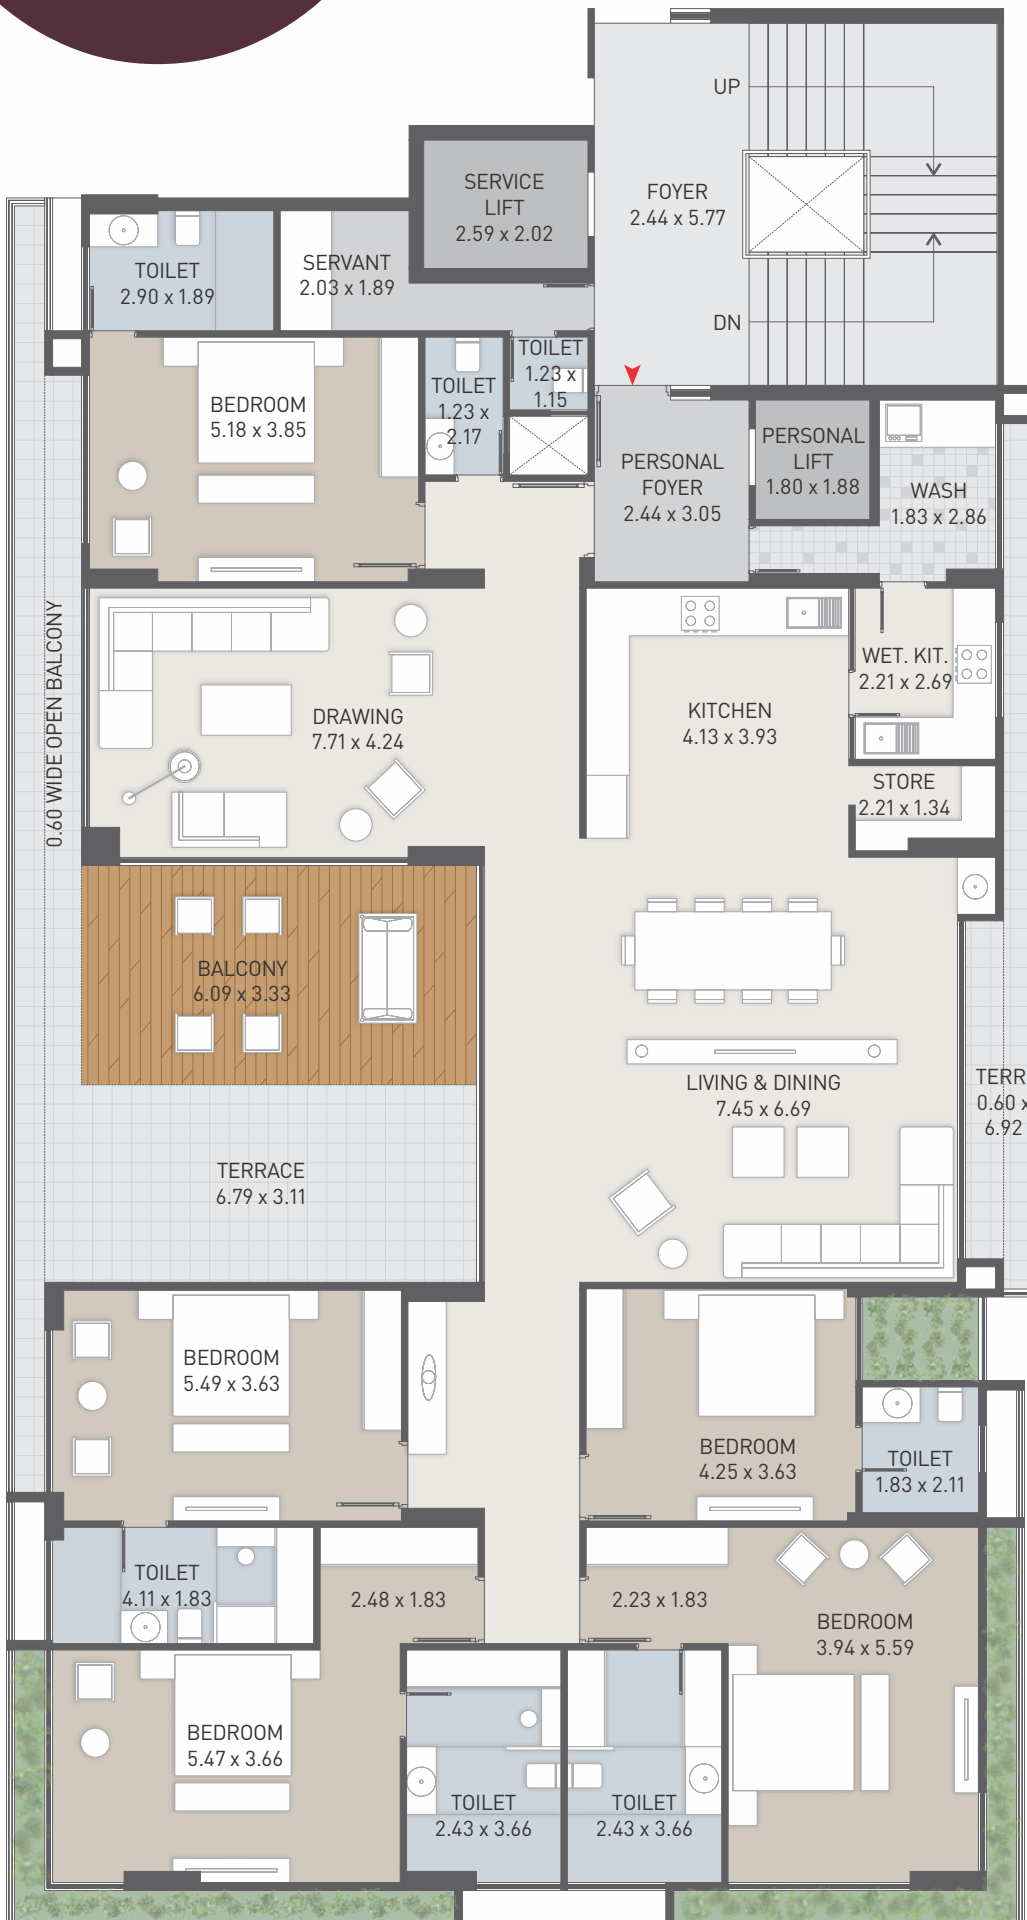 UP
SERVICE
LIFT
2.59 x 2.02
FOYER
2.44 x 5.77
TOILET
2.90 x 1.89
SERVANT
2.03 x 1.89
DN
TOILET
1.23 x
1.15
TOILET
1.23 x
2.17
BEDROOM
5.18 x 3.85
PERSONAL
FOYER
2.44 x 3.05
PERSONAL
LIFT
1.80 x 1.88
WASH
1.83 x 2.86
0.60 WIDE OPEN BALCONY
DRAWING
7.71 x 4.24
KITCHEN
4.13 x 3.93
WET. KIT.
2.21 x 2.69
STORE
2.21 x 1.34
BALCONY
6.09 x 3.33
LIVING & DINING
7.45 x 6.69
TERR
0.60 x
6.92
TERRACE
6.79 x 3.11
BEDROOM
5.49 x 3.63
BEDROOM
4.25 x 3.63
TOILET
1.83 x 2.11
TOILET
4.11 x 1.83
2.48 x 1.83
2.23 x 1.83
BEDROOM
3.94 x 5.59
BEDROOM
5.47 x 3.66
TOILET
2.43 x 3.66
TOILET
2.43 x 3.66